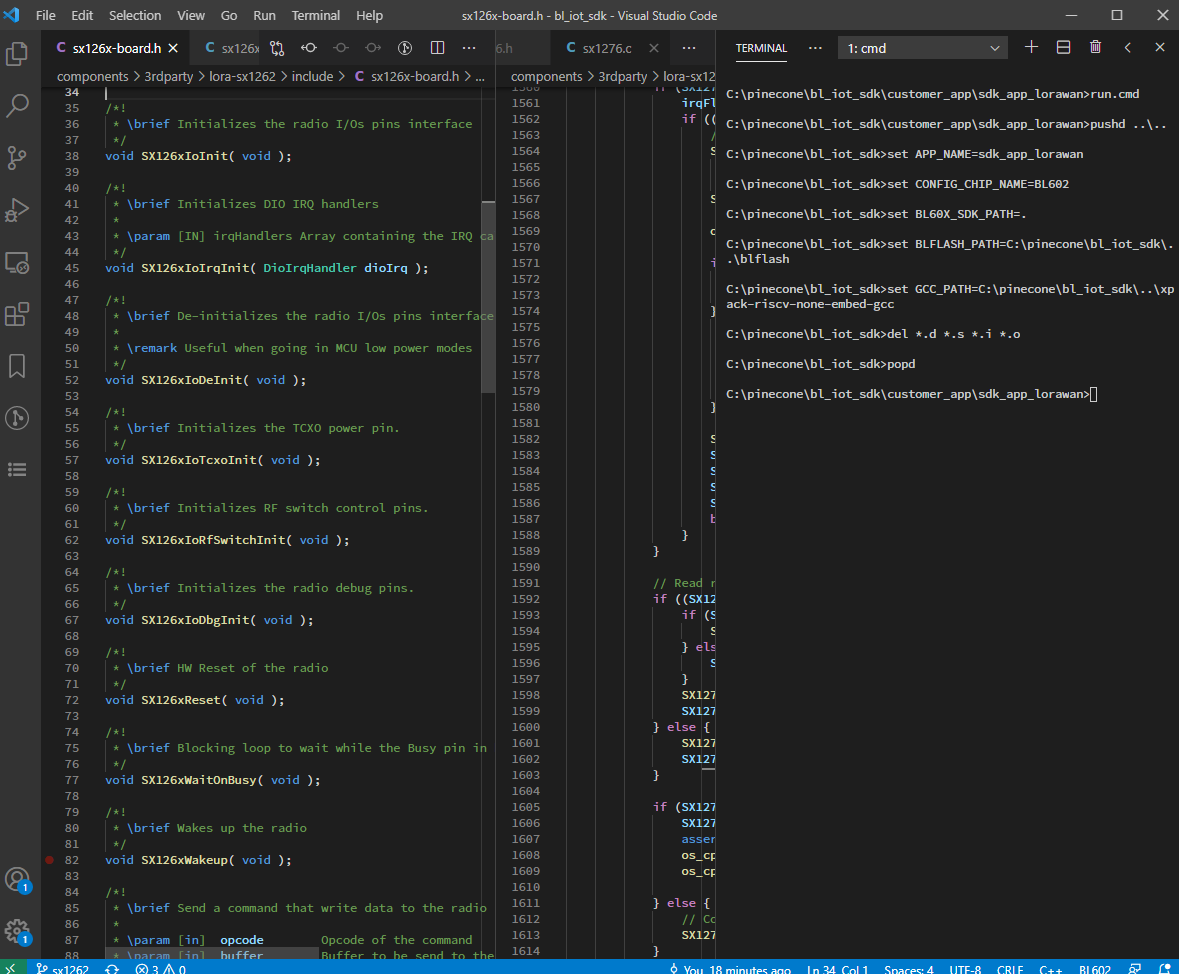 File Edit Selection View Go Run Terminal Help sx126x-board.h - bl_iot_sdk - Visual Studio Code
C sx126x-board.h
C sx126x
6.h
C sx1276.c
TERMINAL
1: cmd
components > 3rdparty > lora-sx1262 > include > C sx126x-board.h > ...
34
35 /*!
36 * \brief Initializes the radio I/Os pins interface
37 */
38 void SX126xIoInit( void );
39
40 /*!
41 * \brief Initializes DIO IRQ handlers
42 *
43 * \param [IN] irqHandlers Array containing the IRQ ca
44 */
45 void SX126xIoIrqInit( DioIrqHandler dioIrq );
46
47 /*!
48 * \brief De-initializes the radio I/Os pins interface
49 *
50 * \remark Useful when going in MCU low power modes
51 */
52 void SX126xIoDeInit( void );
53
54 /*!
55 * \brief Initializes the TCXO power pin.
56 */
57 void SX126xIoTcxoInit( void );
58
59 /*!
60 * \brief Initializes RF switch control pins.
61 */
62 void SX126xIoRfSwitchInit( void );
63
64 /*!
65 * \brief Initializes the radio debug pins.
66 */
67 void SX126xIoDbgInit( void );
68
69 /*!
70 * \brief HW Reset of the radio
71 */
72 void SX126xReset( void );
73
74 /*!
75 * \brief Blocking loop to wait while the Busy pin in
76 */
77 void SX126xWaitOnBusy( void );
78
79 /*!
80 * \brief Wakes up the radio
81 */
82 void SX126xWakeup( void );
83
84 /*!
85 * \brief Send a command that write data to the radio
86 *
87 * \param [in] opcode Opcode of the command
88 * \param [in] buffer Buffer to be send to the
components > 3rdparty > lora-sx12
1560 if (SX127
1561 irqFl
1562 if ((
1563 /
1564 S
1565
1566
1567 S
1568
1569 c
1570
1571 i
1572
1573
1574 }
1575
1576
1577
1578
1579
1580 }
1581
1582 S
1583 S
1584 S
1585 S
1586 S
1587 b
1588 }
1589 }
1590
1591 // Read r
1592 if ((SX12
1593 if (S
1594 S
1595 } els
1596 S
1597 }
1598 SX127
1599 SX127
1600 } else {
1601 SX127
1602 SX127
1603 }
1604
1605 if (SX127
1606 SX127
1607 asser
1608 os_cp
1609 os_cp
1610
1611 } else {
1612 // Co
1613 SX127
1614 }
C:\pinecone\bl_iot_sdk\customer_app\sdk_app_lorawan>run.cmd
C:\pinecone\bl_iot_sdk\customer_app\sdk_app_lorawan>pushd ..\..
C:\pinecone\bl_iot_sdk>set APP_NAME=sdk_app_lorawan
C:\pinecone\bl_iot_sdk>set CONFIG_CHIP_NAME=BL602
C:\pinecone\bl_iot_sdk>set BL60X_SDK_PATH=.
C:\pinecone\bl_iot_sdk>set BLFLASH_PATH=C:\pinecone\bl_iot_sdk\.
.\blflash
C:\pinecone\bl_iot_sdk>set GCC_PATH=C:\pinecone\bl_iot_sdk\..\xp
ack-riscv-none-embed-gcc
C:\pinecone\bl_iot_sdk>del *.d *.s *.i *.o
C:\pinecone\bl_iot_sdk>popd
C:\pinecone\bl_iot_sdk\customer_app\sdk_app_lorawan>
1
1
sx1262 3 0 You, 18 minutes ago Ln 34, Col 1 Spaces: 4 UTF-8 CRLF C++ BL602